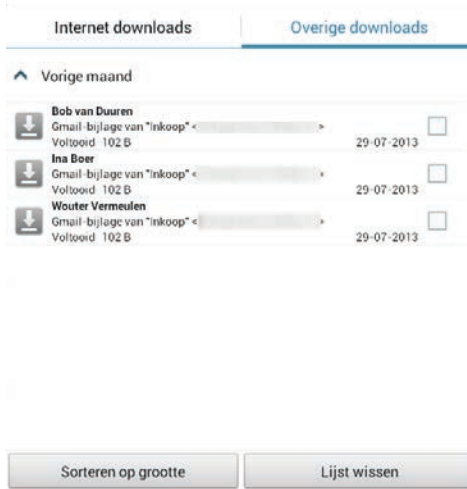 Internet downloads
Overige downloads
Vorige maand
Bob van Duuren
Gmail-bijlage van "Inkoop" < >
Voltooid 102 B 29-07-2013
Ina Boer
Gmail-bijlage van "Inkoop" < >
Voltooid 102 B 29-07-2013
Wouter Vermeulen
Gmail-bijlage van "Inkoop" < >
Voltooid 102 B 29-07-2013
Sorteren op grootte
Lijst wissen